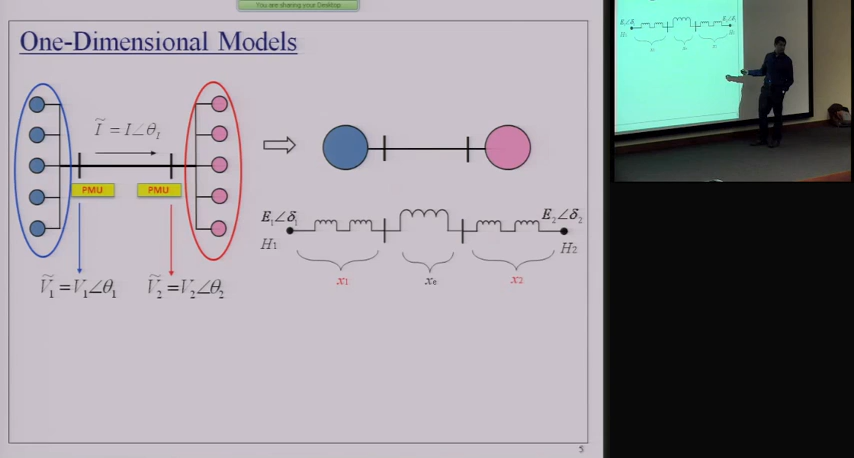 You are sharing your Desktop
One-Dimensional Models
Ĩ = I∠θ_I
PMU
PMU
Ṽ₁ = V₁∠θ₁
Ṽ₂ = V₂∠θ₂
E₁∠δ₁
E₂∠δ₂
H₁
H₂
x₁
xₑ
x₂
5